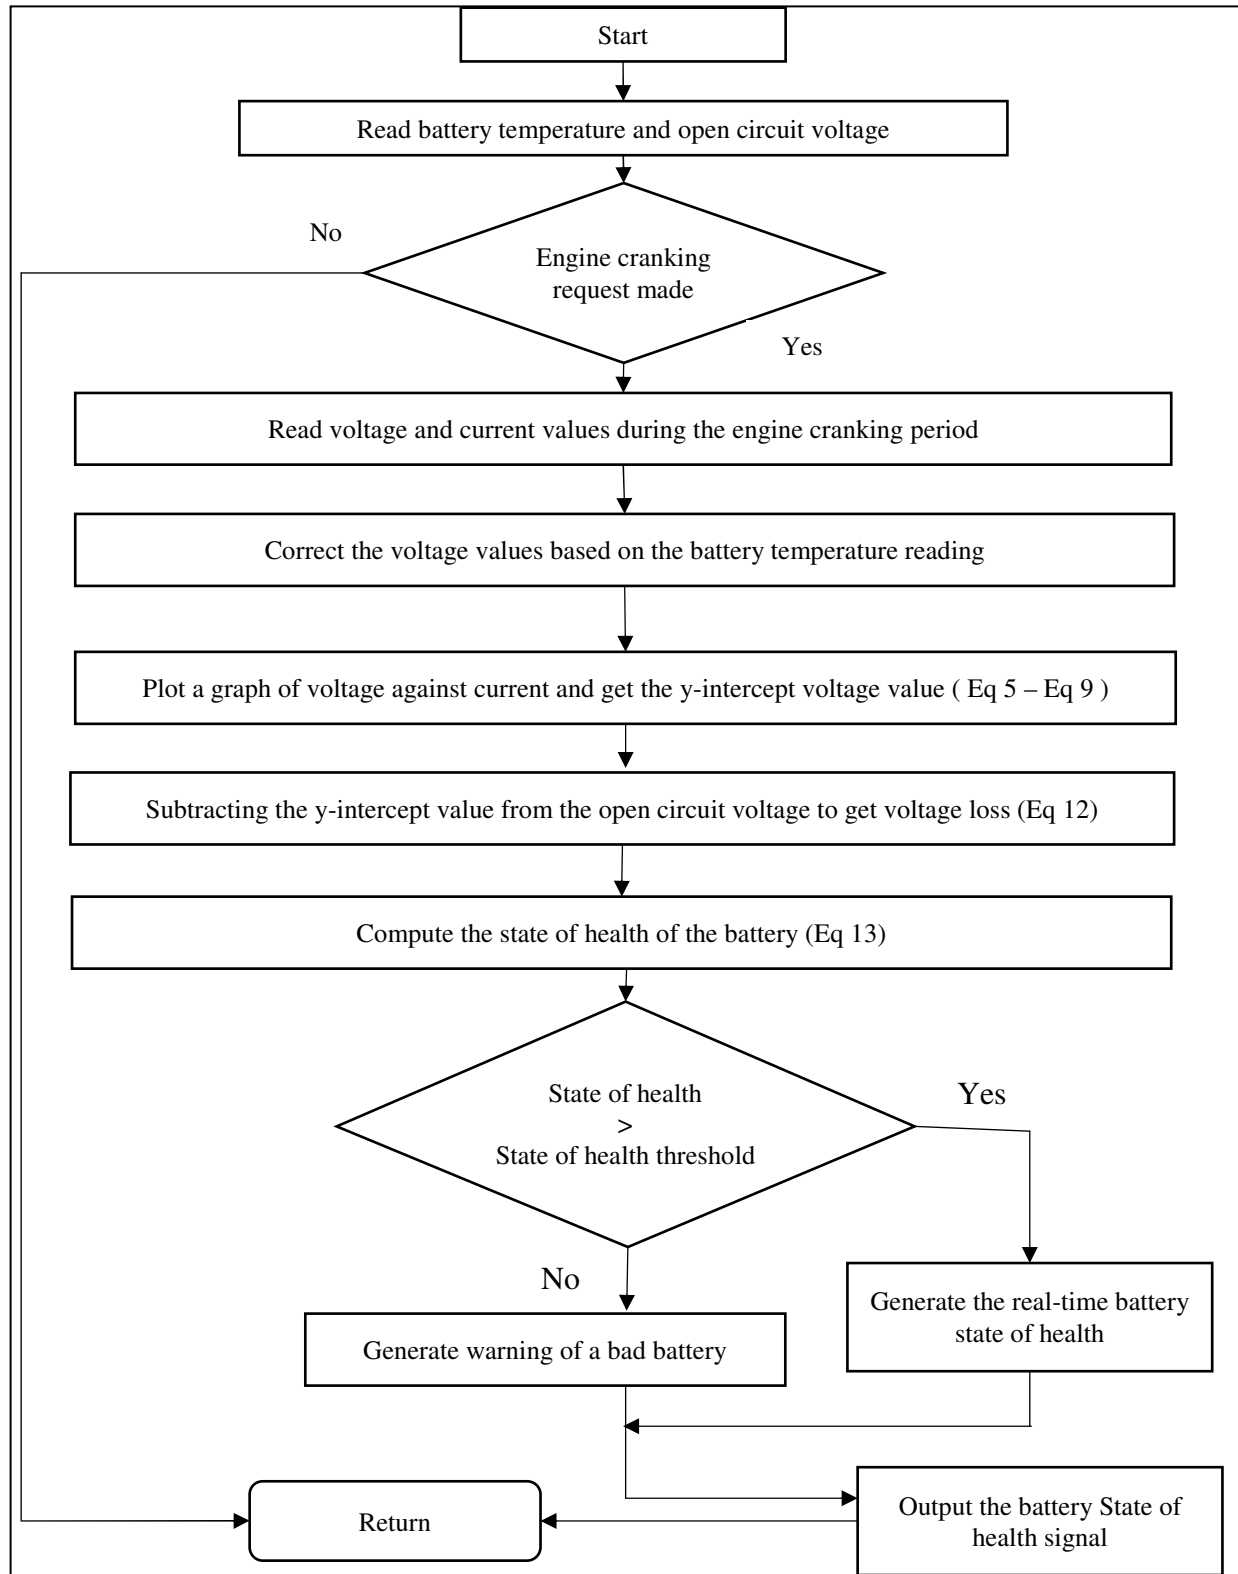 Start
Read battery temperature and open circuit voltage
No
Engine cranking
request made
Yes
Read voltage and current values during the engine cranking period
Correct the voltage values based on the battery temperature reading
Plot a graph of voltage against current and get the y-intercept voltage value ( Eq 5 – Eq 9 )
Subtracting the y-intercept value from the open circuit voltage to get voltage loss (Eq 12)
Compute the state of health of the battery (Eq 13)
State of health
>
State of health threshold
Yes
No
Generate the real-time battery
state of health
Generate warning of a bad battery
Return
Output the battery State of
health signal